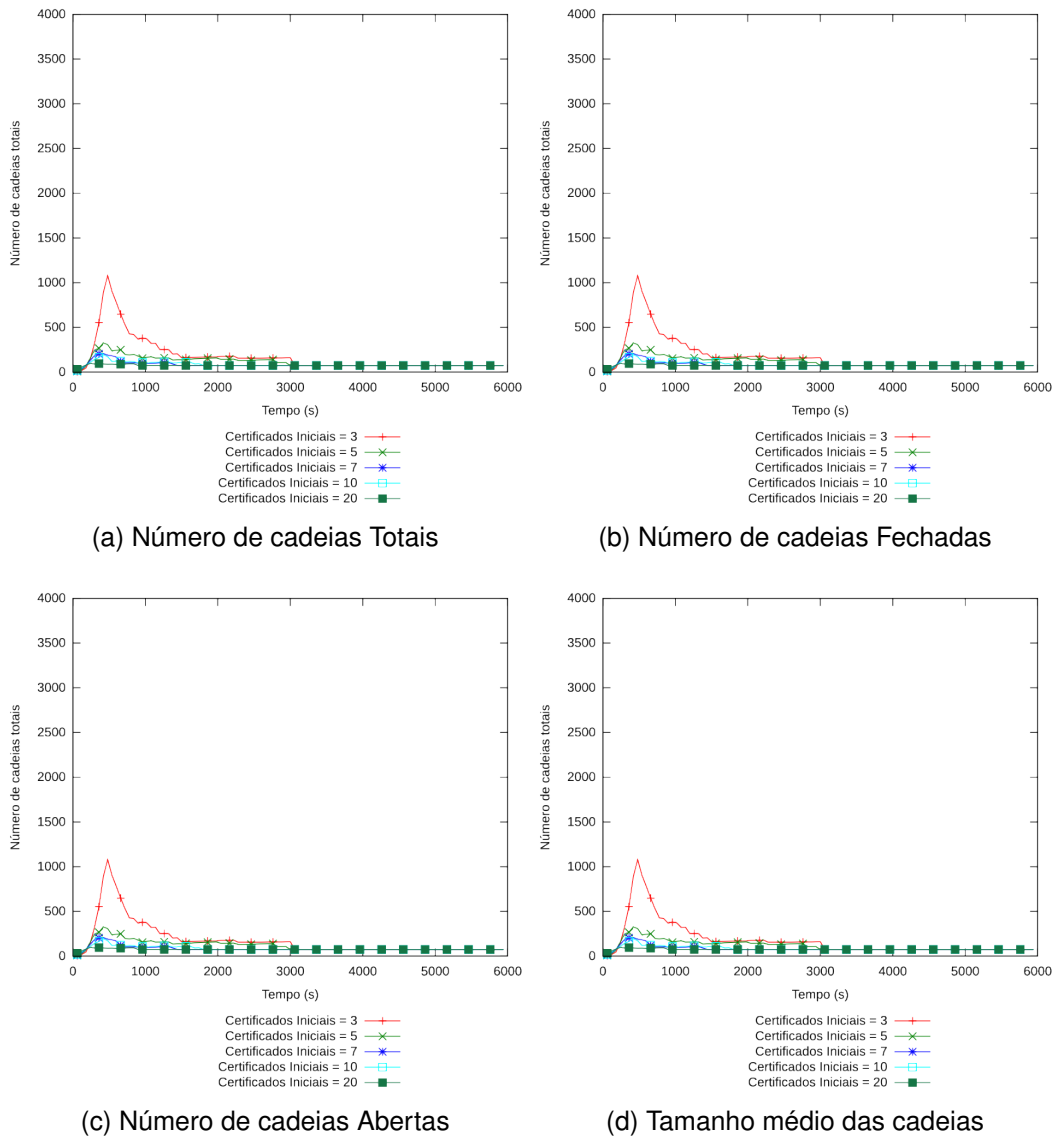 4000
3500
3000
2500
2000
1500
1000
500
0
Número de cadeias totais
0 1000 2000 3000 4000 5000 6000
Tempo (s)
Certificados Iniciais = 3
Certificados Iniciais = 5
Certificados Iniciais = 7
Certificados Iniciais = 10
Certificados Iniciais = 20
(a) Número de cadeias Totais
4000
3500
3000
2500
2000
1500
1000
500
0
Número de cadeias totais
0 1000 2000 3000 4000 5000 6000
Tempo (s)
Certificados Iniciais = 3
Certificados Iniciais = 5
Certificados Iniciais = 7
Certificados Iniciais = 10
Certificados Iniciais = 20
(b) Número de cadeias Fechadas
4000
3500
3000
2500
2000
1500
1000
500
0
Número de cadeias totais
0 1000 2000 3000 4000 5000 6000
Tempo (s)
Certificados Iniciais = 3
Certificados Iniciais = 5
Certificados Iniciais = 7
Certificados Iniciais = 10
Certificados Iniciais = 20
(c) Número de cadeias Abertas
4000
3500
3000
2500
2000
1500
1000
500
0
Número de cadeias totais
0 1000 2000 3000 4000 5000 6000
Tempo (s)
Certificados Iniciais = 3
Certificados Iniciais = 5
Certificados Iniciais = 7
Certificados Iniciais = 10
Certificados Iniciais = 20
(d) Tamanho médio das cadeias